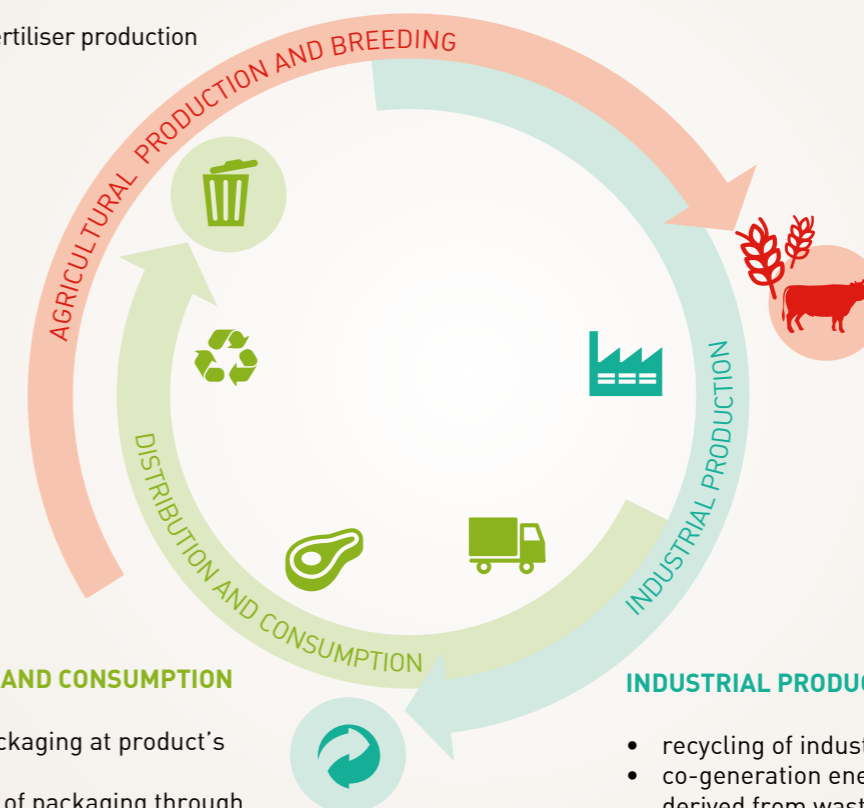 ertiliser production
AGRICULTURAL PRODUCTION AND BREEDING
INDUSTRIAL PRODUCTION
DISTRIBUTION AND CONSUMPTION
AND CONSUMPTION
ckaging at product's
of packaging through
INDUSTRIAL PRODUC
• recycling of indust
• co-generation ene
derived from wast